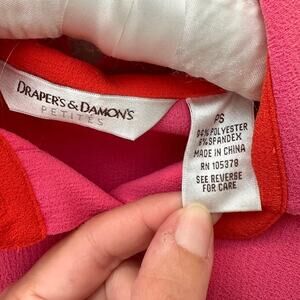 DRAPER'S & DAMON'S
PETITES
PS
94% POLYESTER
6% SPANDEX
MADE IN CHINA
RN 105378
SEE REVERSE
FOR CARE